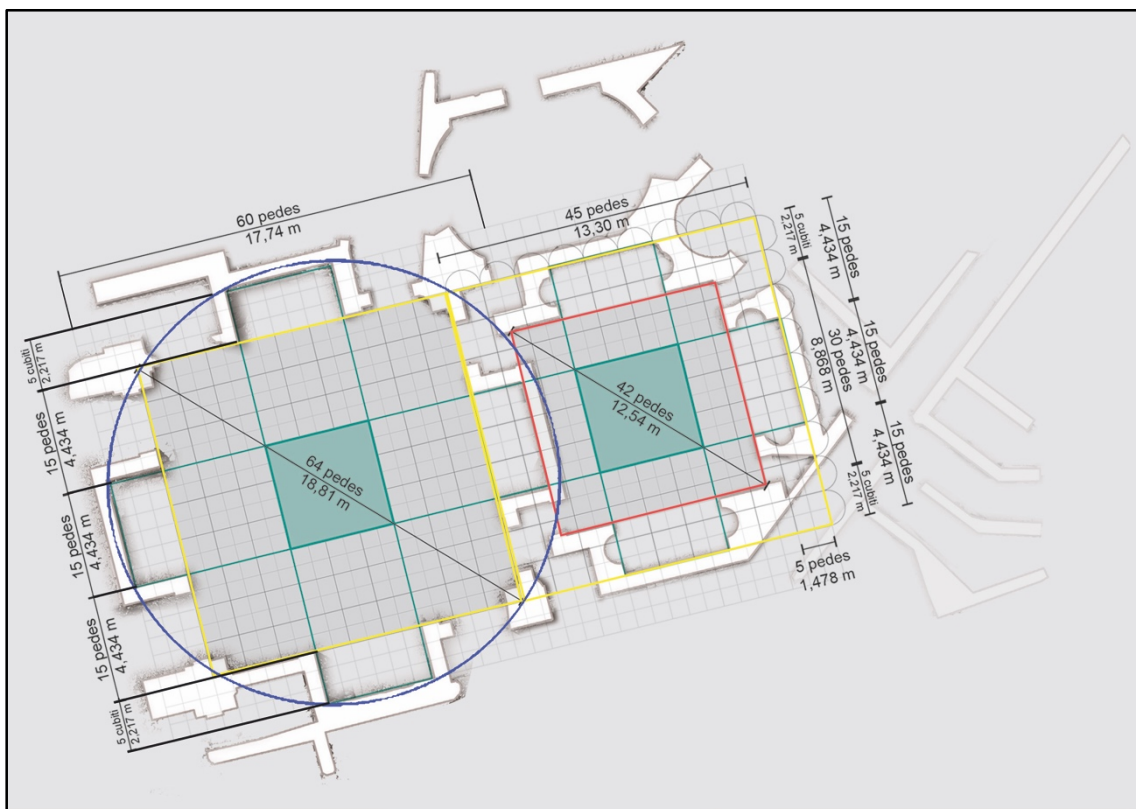 60 pedes
17,74 m
45 pedes
13,30 m
5 cubiti
2,217 m
15 pedes
4,434 m
15 pedes
4,434 m
30 pedes
8,868 m
15 pedes
4,434 m
5 cubiti
2,217 m
5 pedes
1,478 m
42 pedes
12,54 m
64 pedes
18,81 m
5 cubiti
2,217 m
15 pedes
4,434 m
15 pedes
4,434 m
15 pedes
4,434 m
5 cubiti
2,217 m